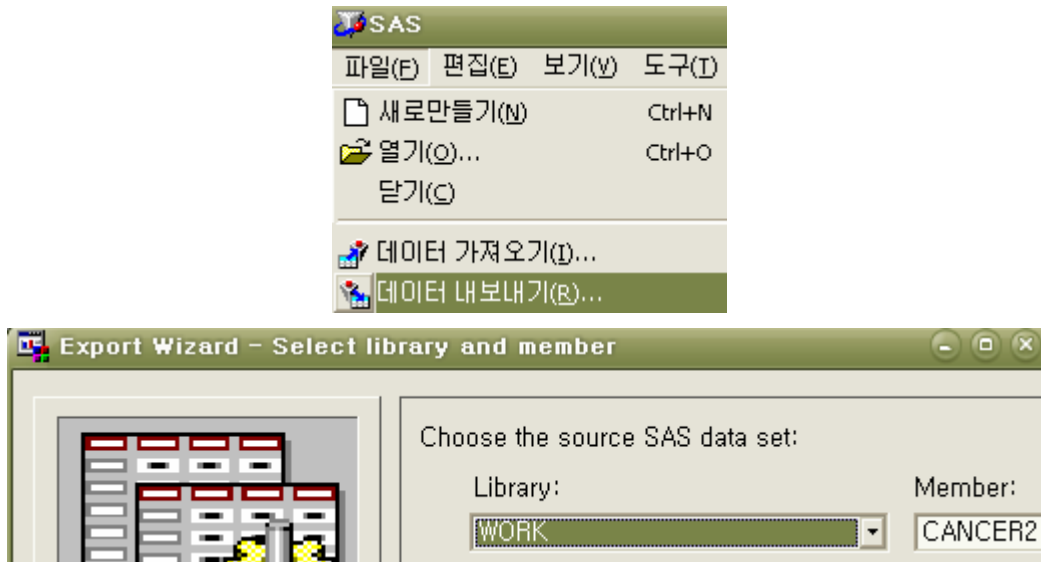 SAS
파일(F) 편집(E) 보기(V) 도구(T)
새로만들기(N) Ctrl+N
열기(O)... Ctrl+O
닫기(C)
데이터 가져오기(I)...
데이터 내보내기(R)...
Export Wizard - Select library and member
Choose the source SAS data set:
Library: Member:
WORK CANCER2